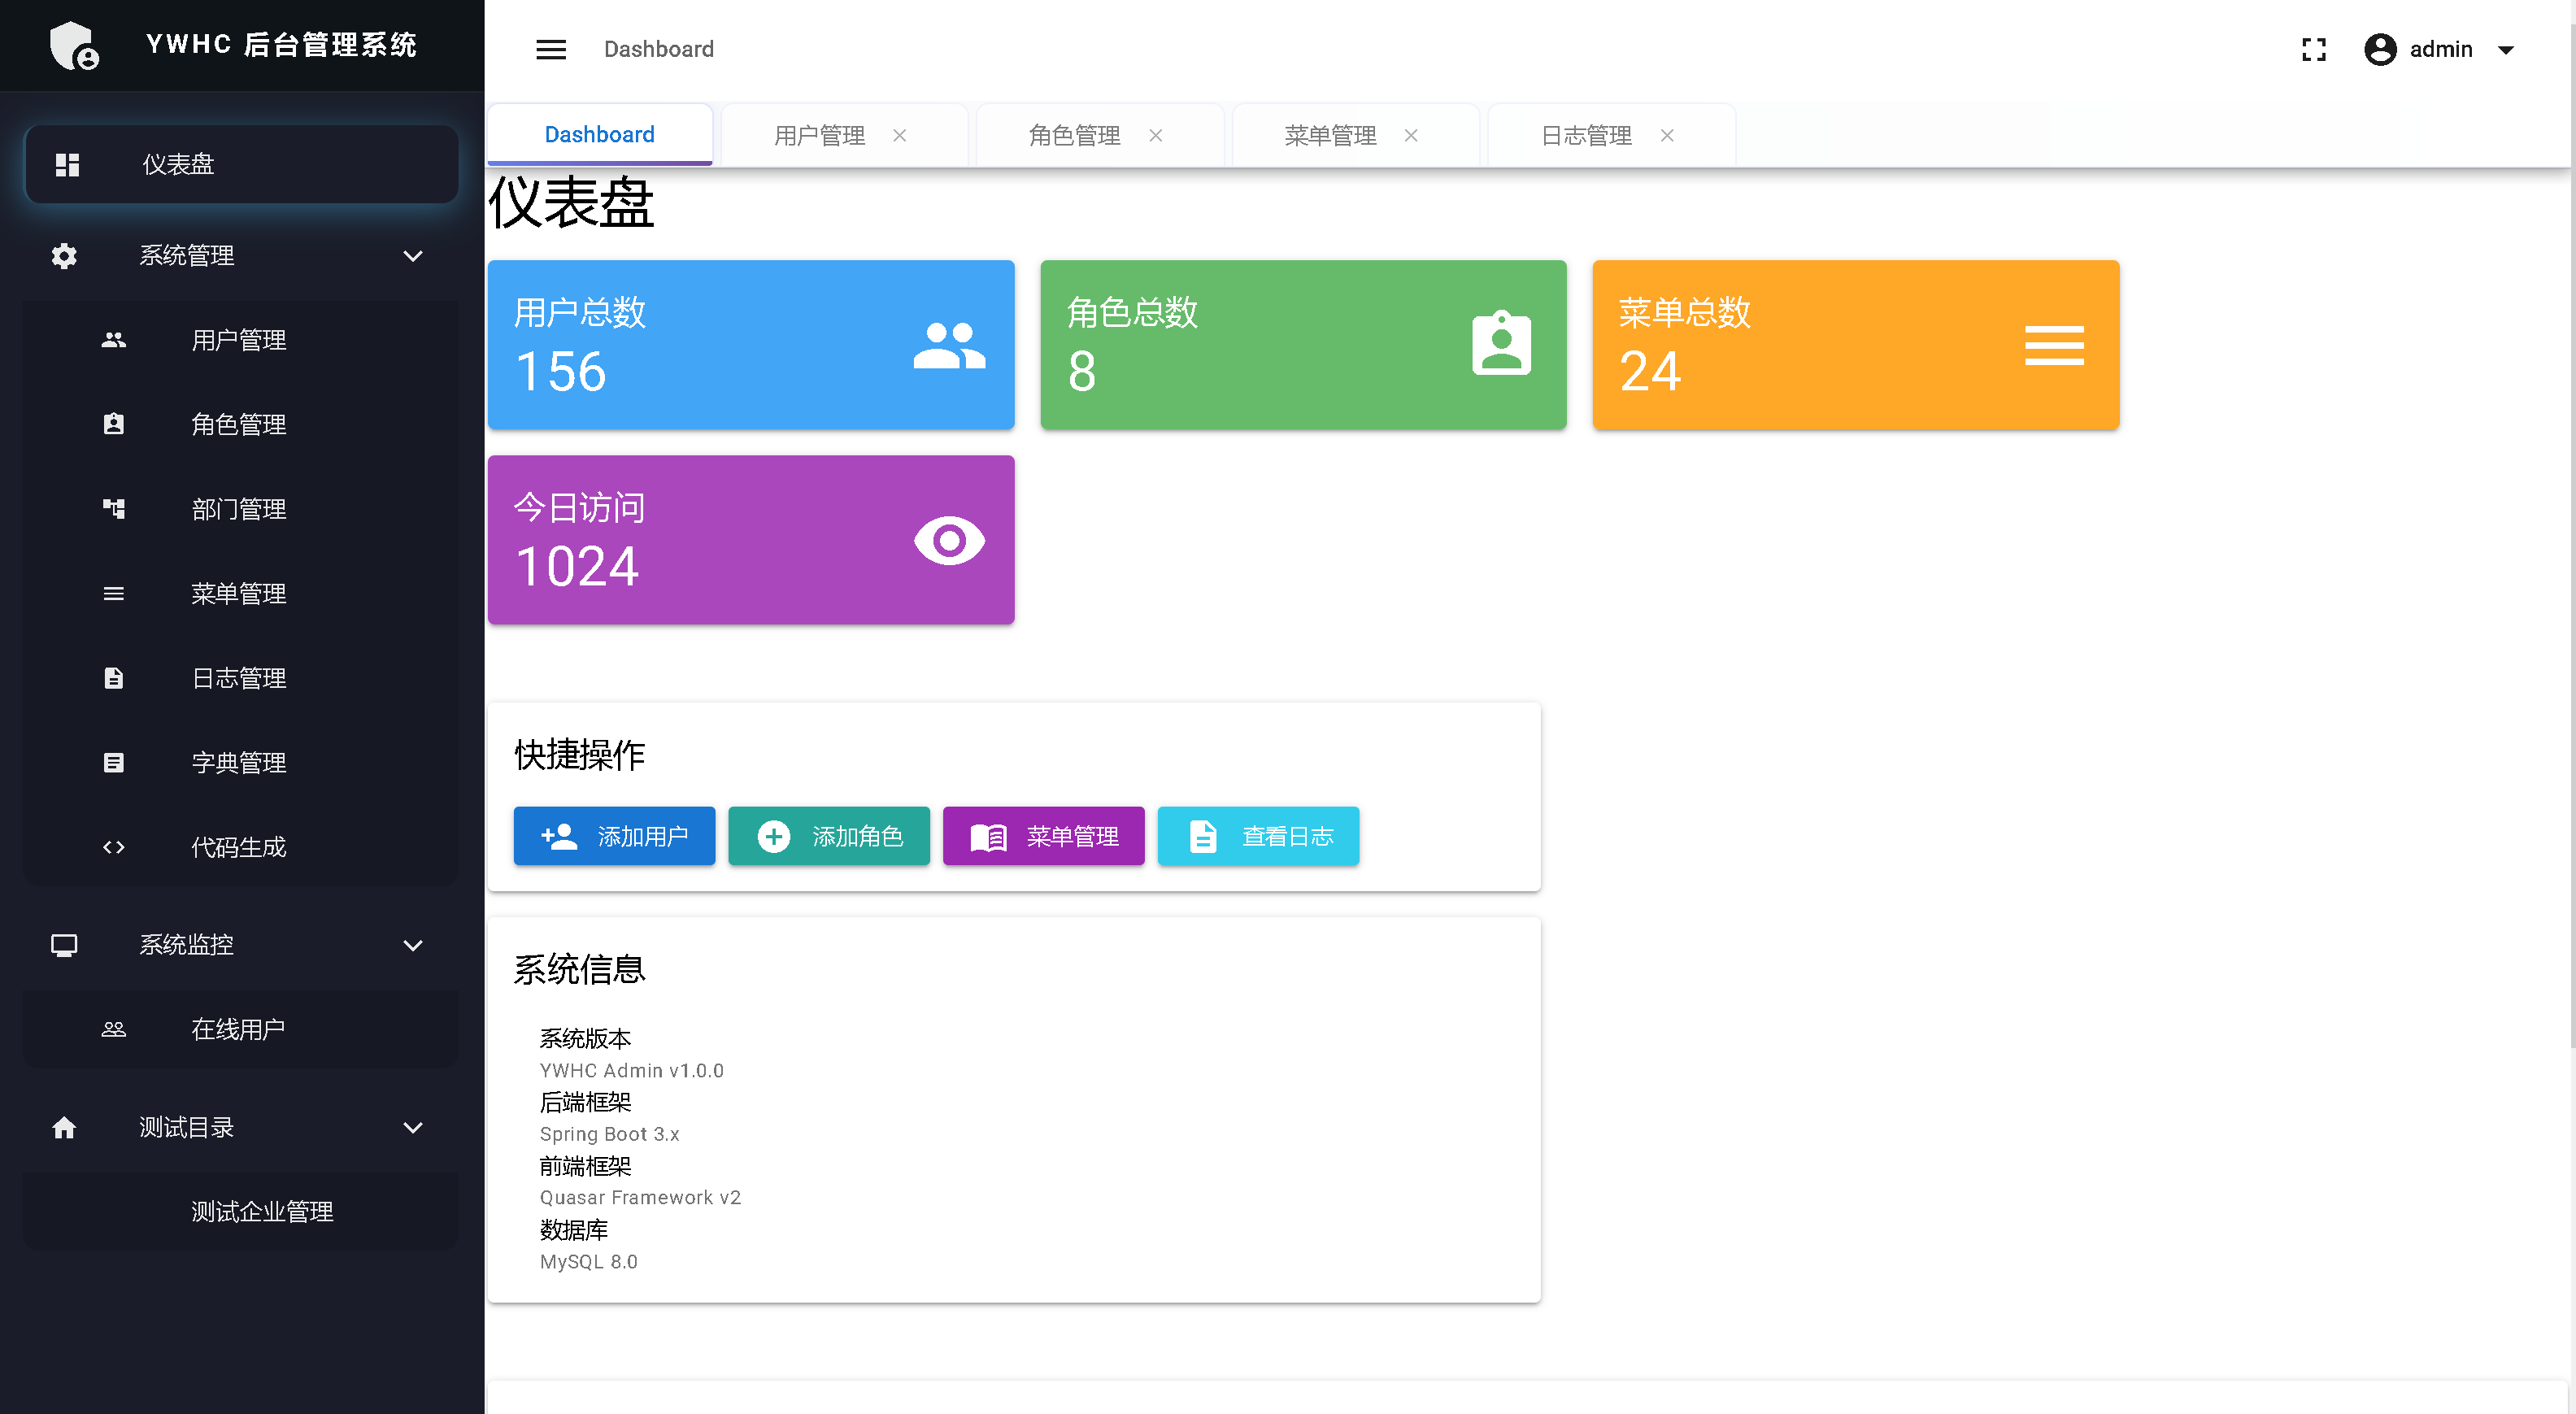 YWHC 后台管理系统
仪表盘
系统管理
用户管理
角色管理
部门管理
菜单管理
日志管理
字典管理
代码生成
系统监控
在线用户
测试目录
测试企业管理
Dashboard
admin
Dashboard
用户管理
角色管理
菜单管理
日志管理
仪表盘
用户总数
156
角色总数
8
菜单总数
24
今日访问
1024
快捷操作
添加用户
添加角色
菜单管理
查看日志
系统信息
系统版本
YWHC Admin v1.0.0
后端框架
Spring Boot 3.x
前端框架
Quasar Framework v2
数据库
MySQL 8.0